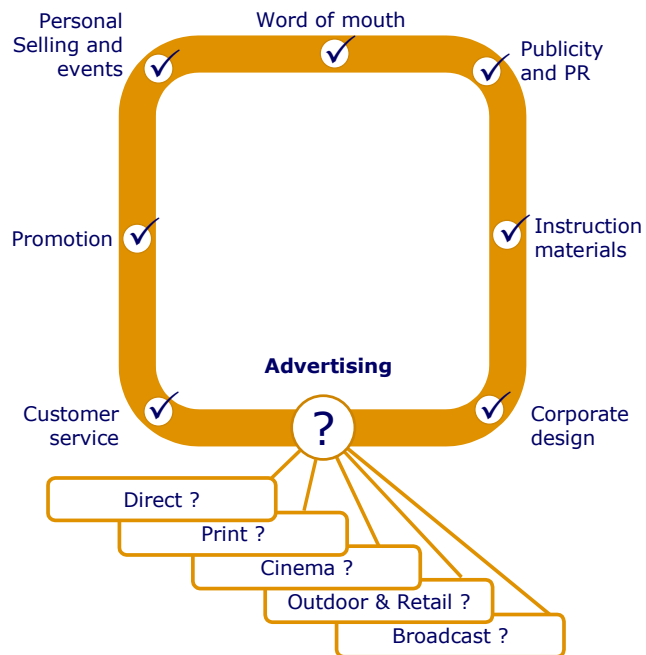 Word of mouth
Personal
Selling and
events
Publicity
and PR
Promotion
Instruction
materials
Advertising
Customer
service
?
Corporate
design
Direct ?
Print ?
Cinema ?
Outdoor & Retail ?
Broadcast ?